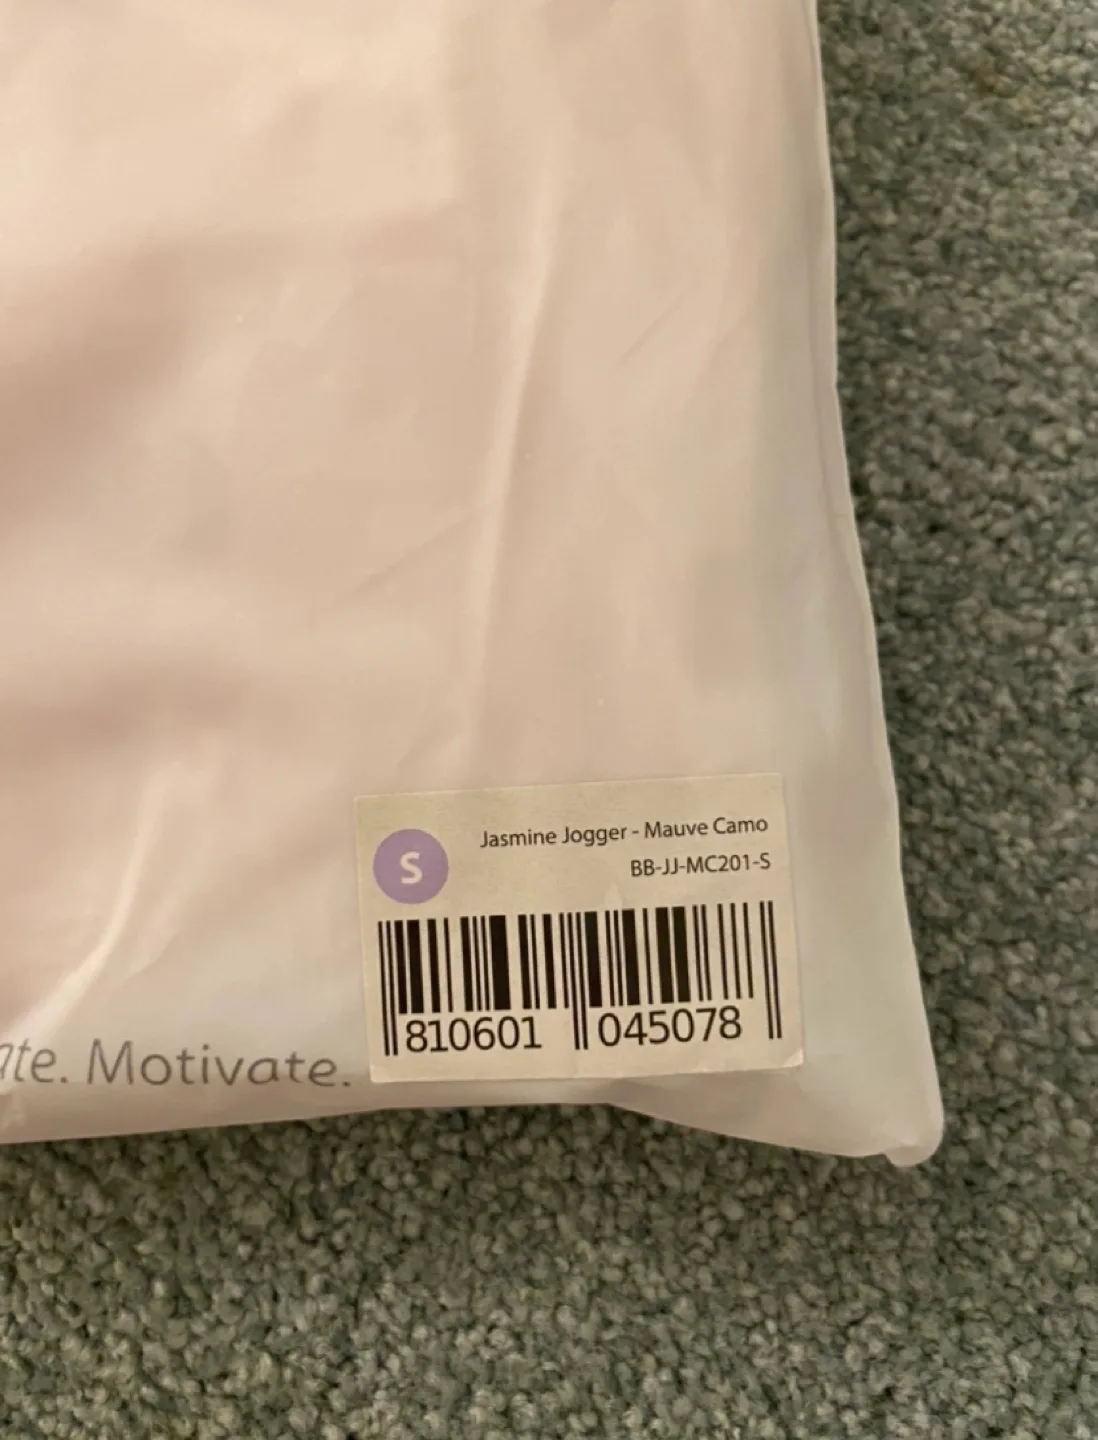 S
Jasmine Jogger - Mauve Camo
BB-JJ-MC201-S
810601 045078
Motivate.